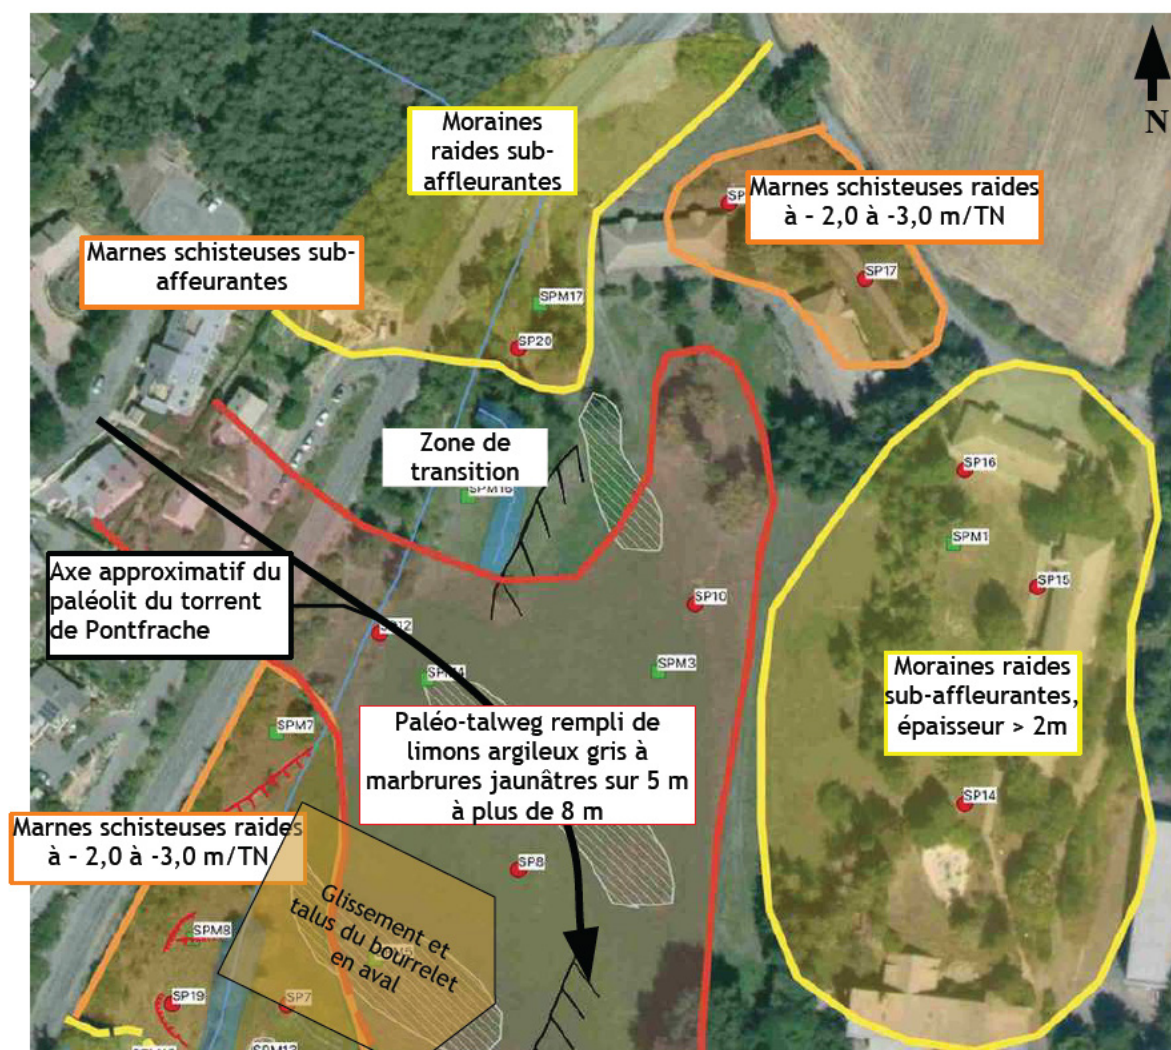 N
Moraines
raides sub-
affleurantes
Marnes schisteuses raides
à - 2,0 à -3,0 m/TN
Marnes schisteuses sub-
affeurantes
SP17
SPM17
SP20
Zone de
transition
SPM16
SP16
SPM1
SP15
Axe approximatif du
paléolit du torrent
de Pontfrache
SP10
SP12
SPM3
Moraines raides
sub-affleurantes,
épaisseur > 2m
SPM7
Paléo-talweg rempli de
limons argileux gris à
marbrures jaunâtres sur 5 m
à plus de 8 m
SP14
Marnes schisteuses raides
à - 2,0 à -3,0 m/TN
SP8
Glissement et
talus du bourrelet
en aval
SPM8
SP19
SP7
SPM13